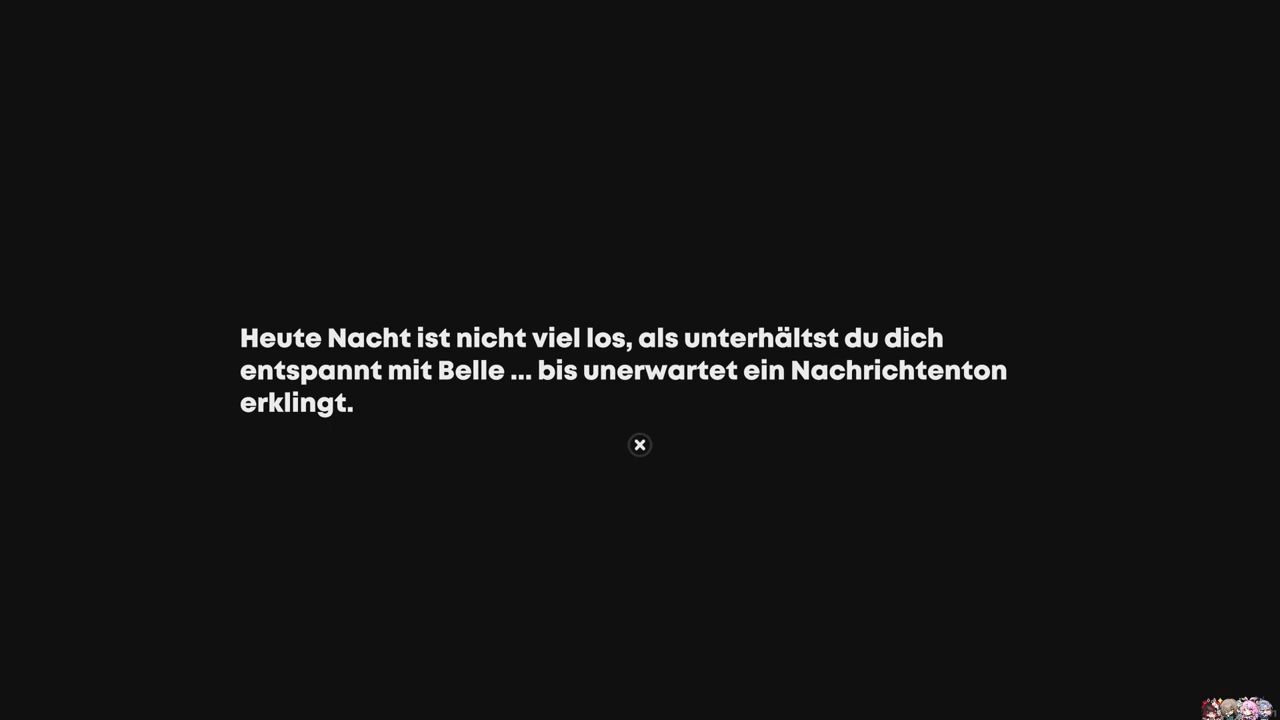 Heute Nacht ist nicht viel los, als unterhältst du dich
entspannt mit Belle ... bis unerwartet ein Nachrichtenton
erklingt.